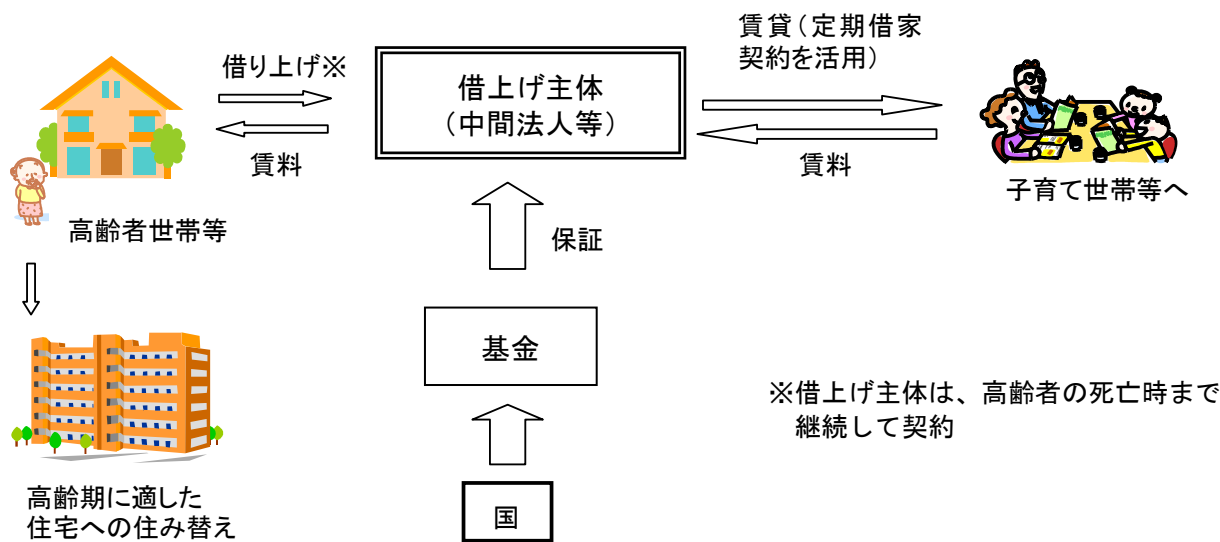 借り上げ※
賃料
高齢者世帯等
借上げ主体
（中間法人等）
賃貸（定期借家
契約を活用）
賃料
子育て世帯等へ
保証
基金
国
高齢期に適した
住宅への住み替え
※借上げ主体は、高齢者の死亡時まで
継続して契約